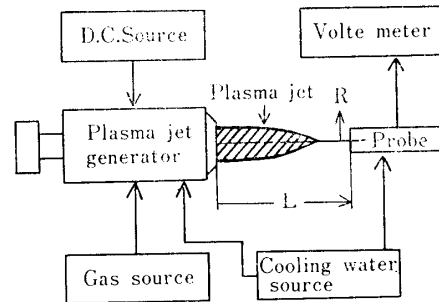 D.C.Source
Volte meter
Plasma jet
R
Plasma jet
generator
Probe
L
Gas source
Cooling water
source